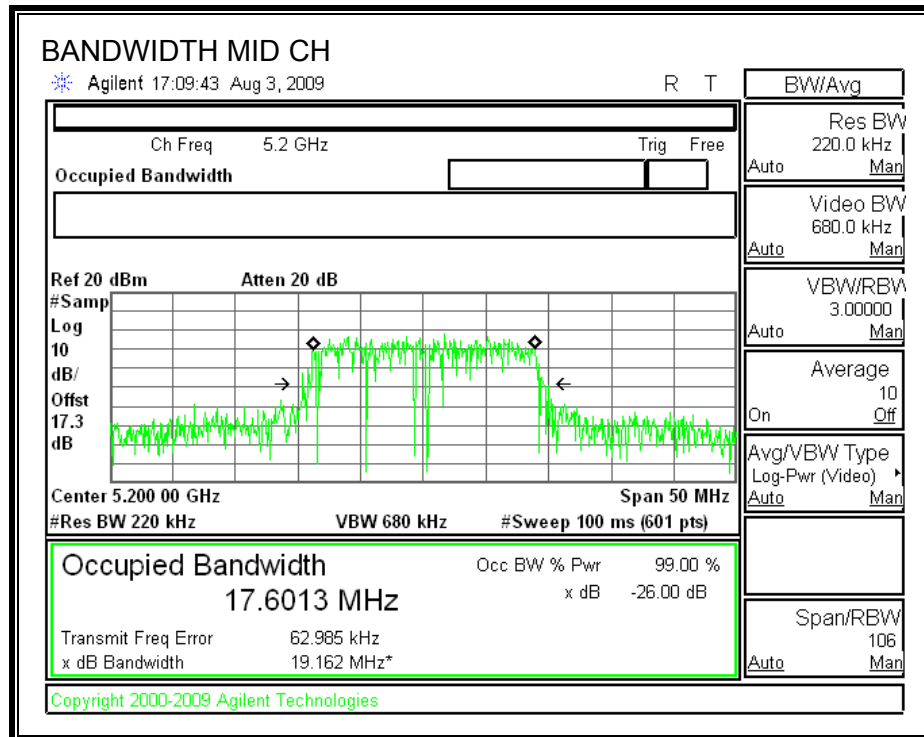 BANDWIDTH MID CH
Agilent 17:09:43 Aug 3, 2009 R T
Ch Freq 5.2 GHz Trig Free
Occupied Bandwidth
Ref 20 dBm Atten 20 dB
#Samp
Log
10
dB/
Offst
17.3
dB
Center 5.200 00 GHz Span 50 MHz
#Res BW 220 kHz VBW 680 kHz #Sweep 100 ms (601 pts)
Occupied Bandwidth Occ BW % Pwr 99.00 %
17.6013 MHz x dB -26.00 dB
Transmit Freq Error 62.985 kHz
x dB Bandwidth 19.162 MHz*
Copyright 2000-2009 Agilent Technologies
BW/Avg
Res BW
220.0 kHz
Auto Man
Video BW
680.0 kHz
Auto Man
VBW/RBW
3.00000
Auto Man
Average
10
On Off
Avg/VBW Type
Log-Pwr (Video)
Auto Man
Span/RBW
106
Auto Man